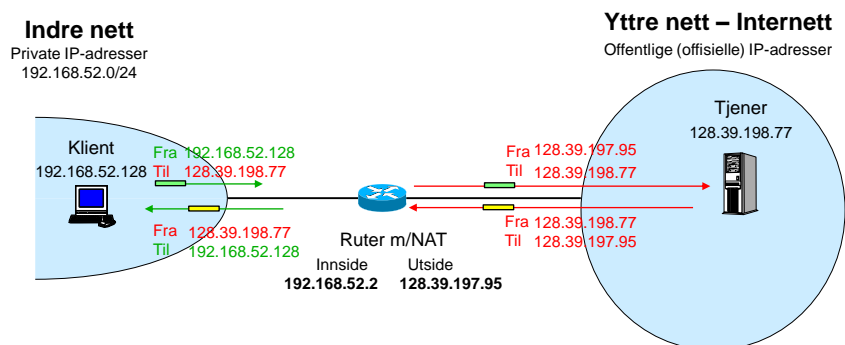 Indre nett
Private IP-adresser
192.168.52.0/24
Yttre nett – Internett
Offentlige (offisielle) IP-adresser
Klient
192.168.52.128
Fra 192.168.52.128
Til 128.39.198.77
Fra 128.39.198.77
Til 192.168.52.128
Ruter m/NAT
Innside Utside
192.168.52.2 128.39.197.95
Fra 128.39.197.95
Til 128.39.198.77
Fra 128.39.198.77
Til 128.39.197.95
Tjener
128.39.198.77